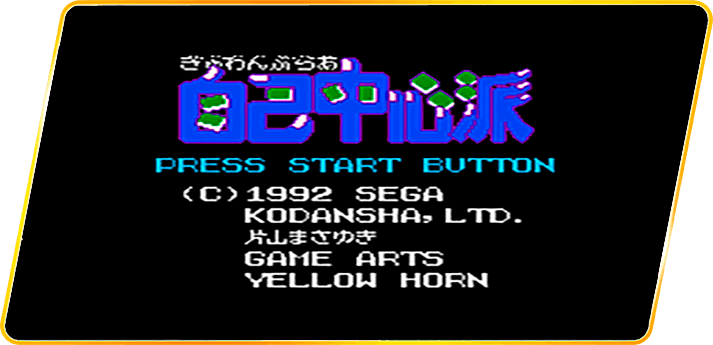 ぎゅわんぶらあ
自己中心派
PRESS START BUTTON
(C)1992 SEGA
KODANSHA,LTD.
片山まさゆき
GAME ARTS
YELLOW HORN